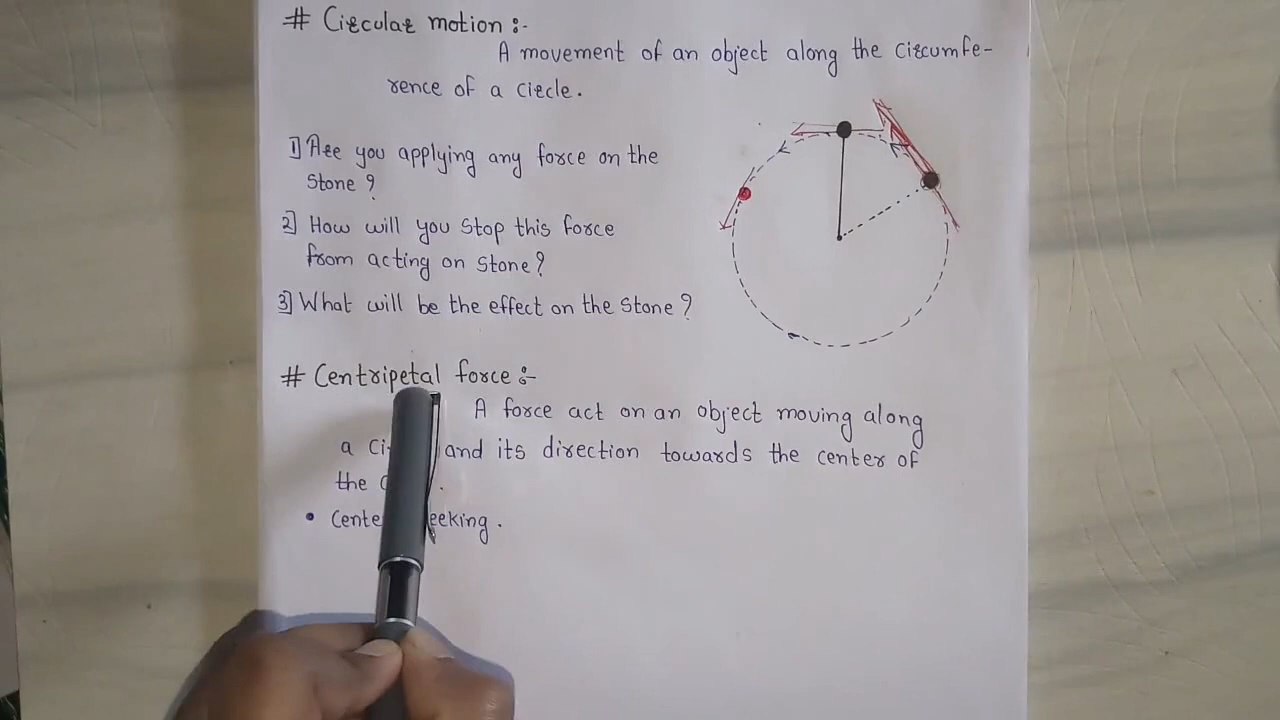 # Circular motion :-
A movement of an object along the circumfe-
rence of a circle.
1] Are you applying any force on the
Stone ?
2] How will you stop this force
from acting on stone ?
3] What will be the effect on the stone ?
# Centripetal force :-
A force act on an object moving along
a and its direction towards the center of
the
•